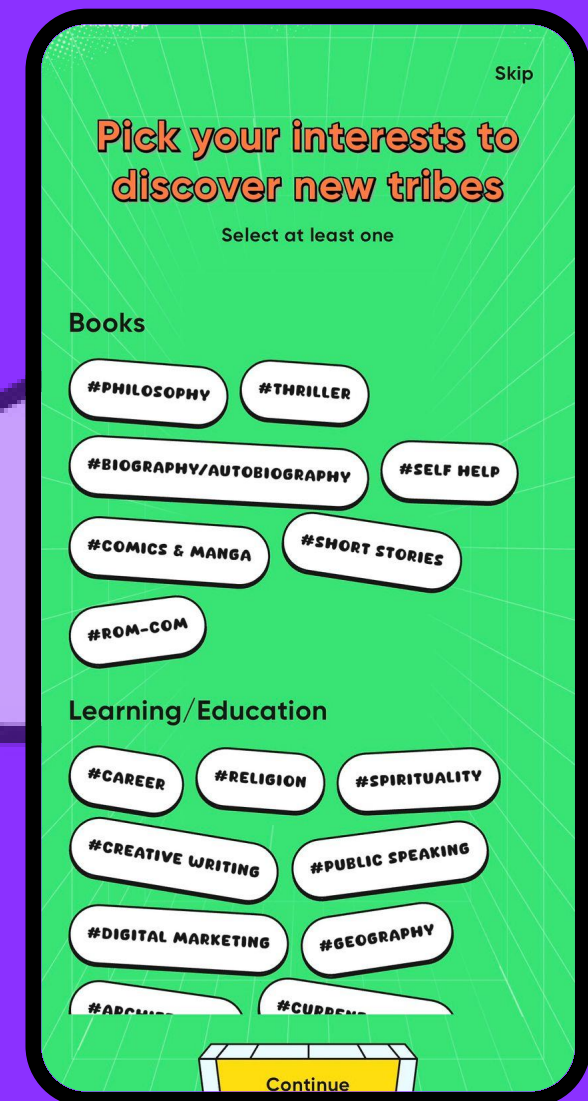 Skip
Pick your interests to
discover new tribes
Select at least one
Books
#PHILOSOPHY #THRILLER
#BIOGRAPHY/AUTOBIOGRAPHY #SELF HELP
#COMICS & MANGA #SHORT STORIES
#ROM-COM
Learning/Education
#CAREER #RELIGION #SPIRITUALITY
#CREATIVE WRITING #PUBLIC SPEAKING
#DIGITAL MARKETING #GEOGRAPHY
Continue